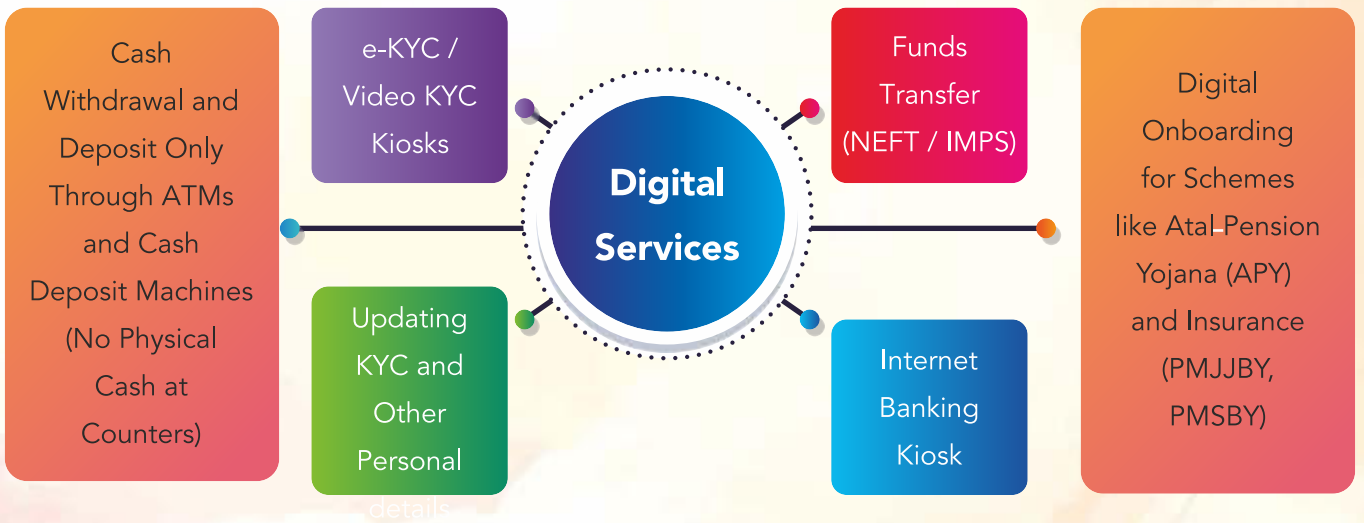 Cash
Withdrawal and
Deposit Only
Through ATMs
and Cash
Deposit Machines
(No Physical
Cash at
Counters)
e-KYC /
Video KYC
Kiosks
Updating
KYC and
Other
Personal
details
Digital
Services
Funds
Transfer
(NEFT / IMPS)
Internet
Banking
Kiosk
Digital
Onboarding
for Schemes
like Atal-Pension
Yojana (APY)
and Insurance
(PMJJBY,
PMSBY)